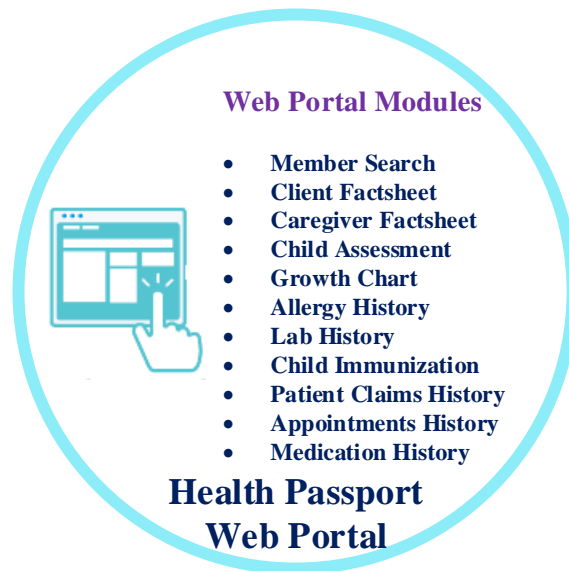 Web Portal Modules
• Member Search
• Client Factsheet
• Caregiver Factsheet
• Child Assessment
• Growth Chart
• Allergy History
• Lab History
• Child Immunization
• Patient Claims History
• Appointments History
• Medication History
Health Passport
Web Portal